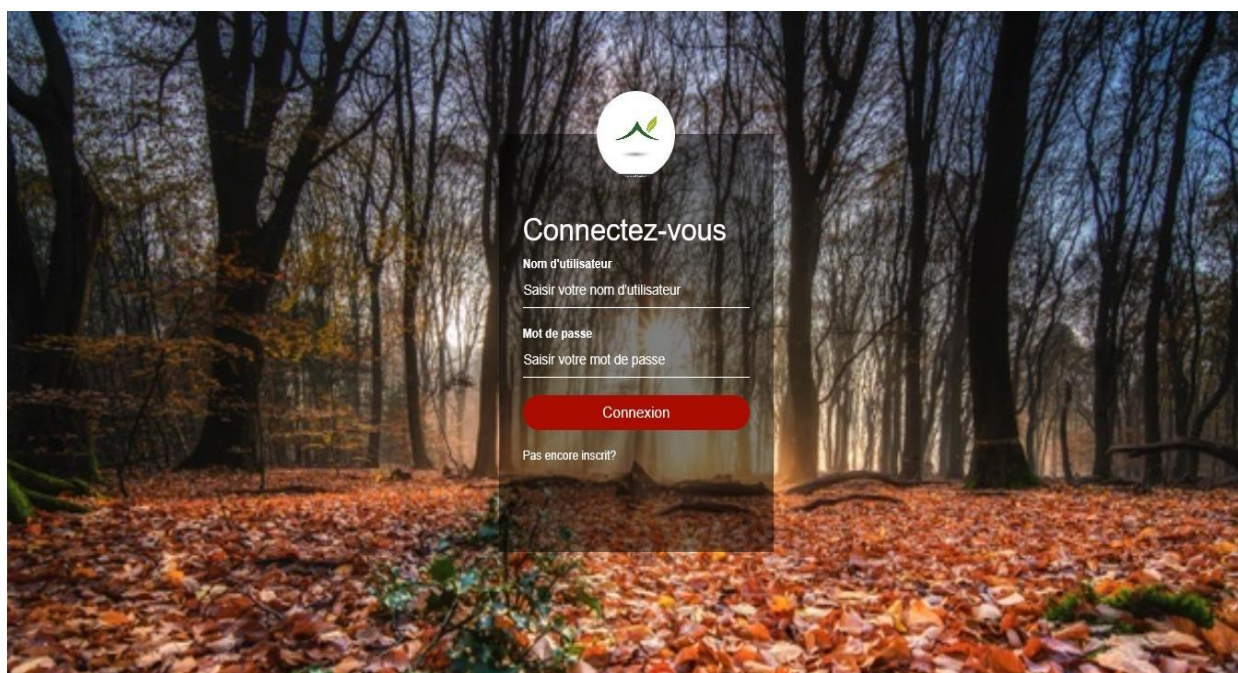 Connectez-vous
Nom d'utilisateur
Saisir votre nom d'utilisateur
Mot de passe
Saisir votre mot de passe
Connexion
Pas encore inscrit?